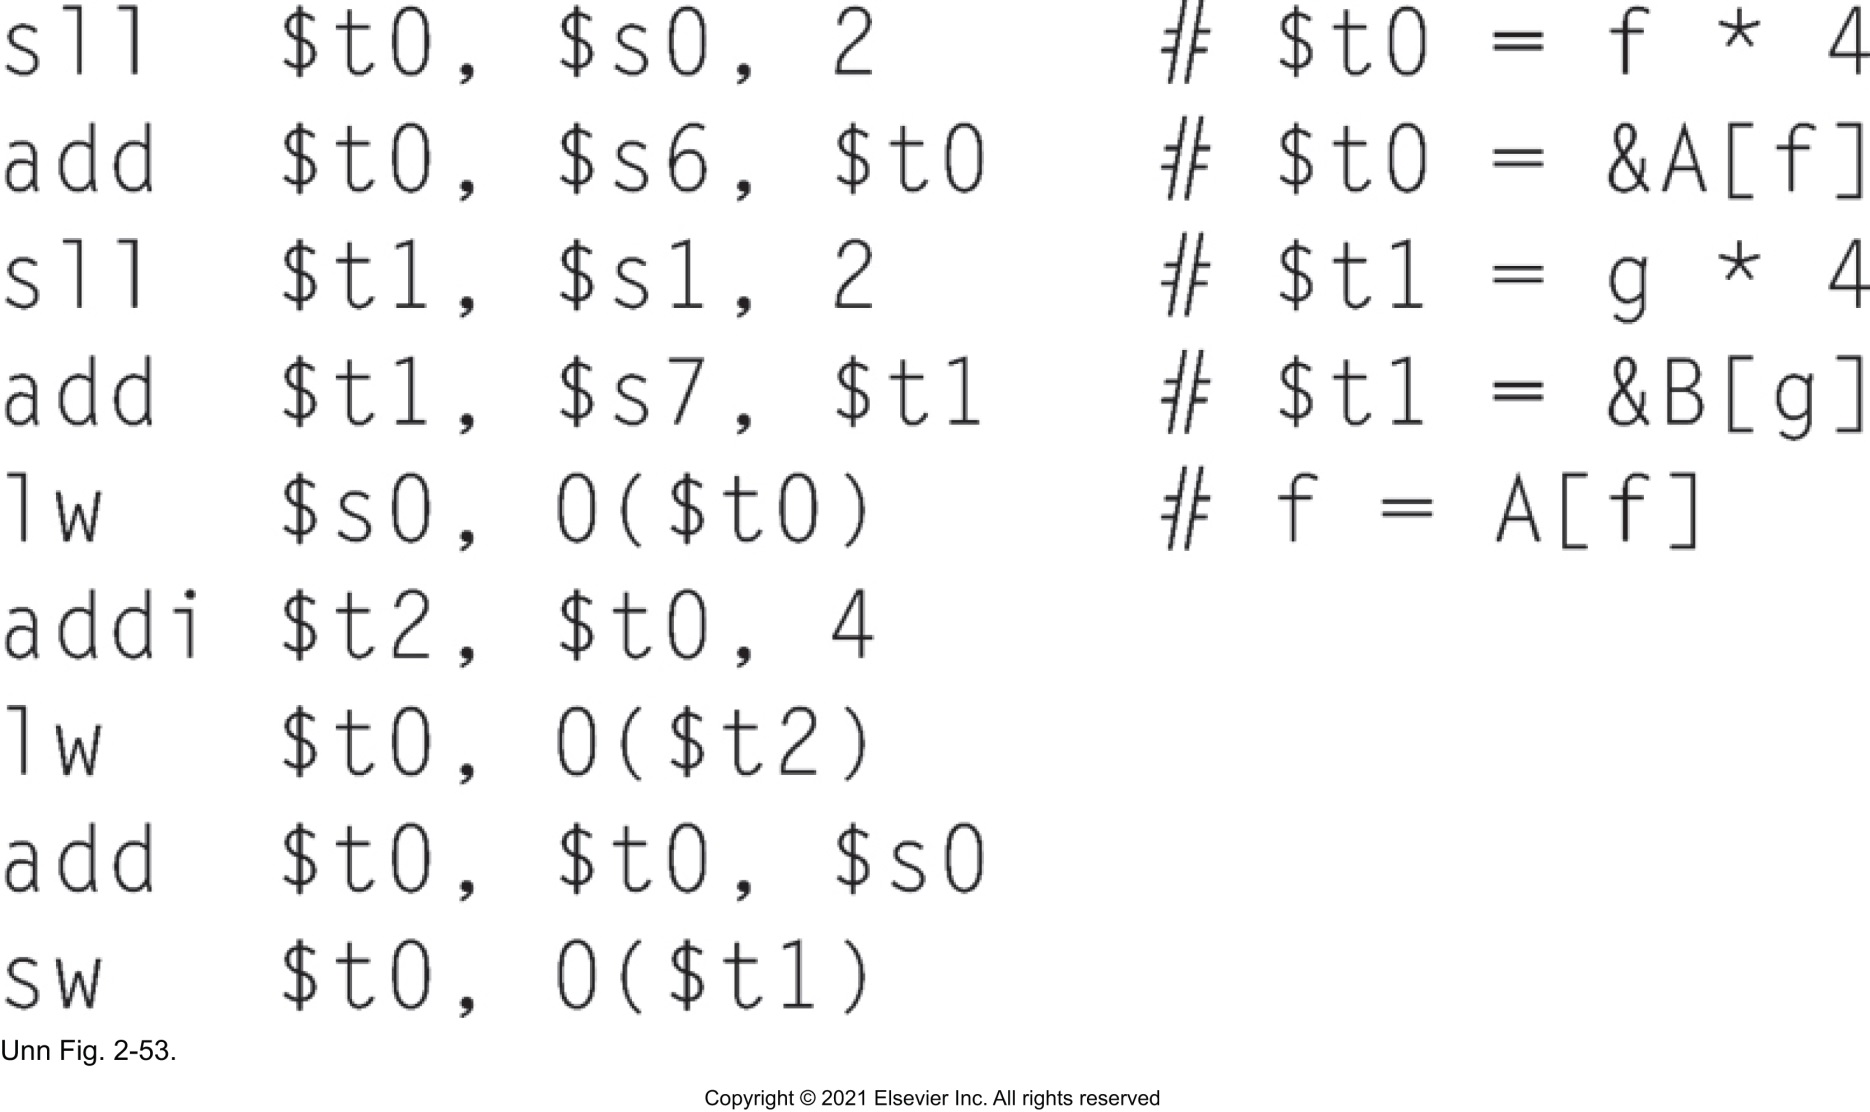 sll $t0, $s0, 2 # $t0 = f * 4
add $t0, $s6, $t0 # $t0 = &A[f]
sll $t1, $s1, 2 # $t1 = g * 4
add $t1, $s7, $t1 # $t1 = &B[g]
lw $s0, 0($t0) # f = A[f]
addi $t2, $t0, 4
lw $t0, 0($t2)
add $t0, $t0, $s0
sw $t0, 0($t1)
Unn Fig. 2-53.
Copyright © 2021 Elsevier Inc. All rights reserved